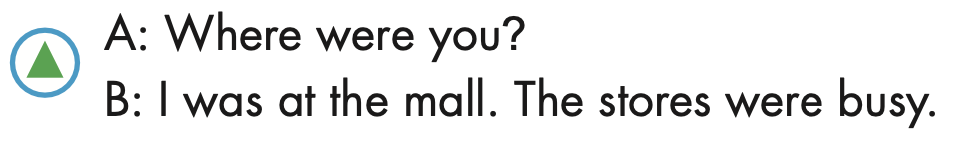 A: Where were you?
B: I was at the mall. The stores were busy.